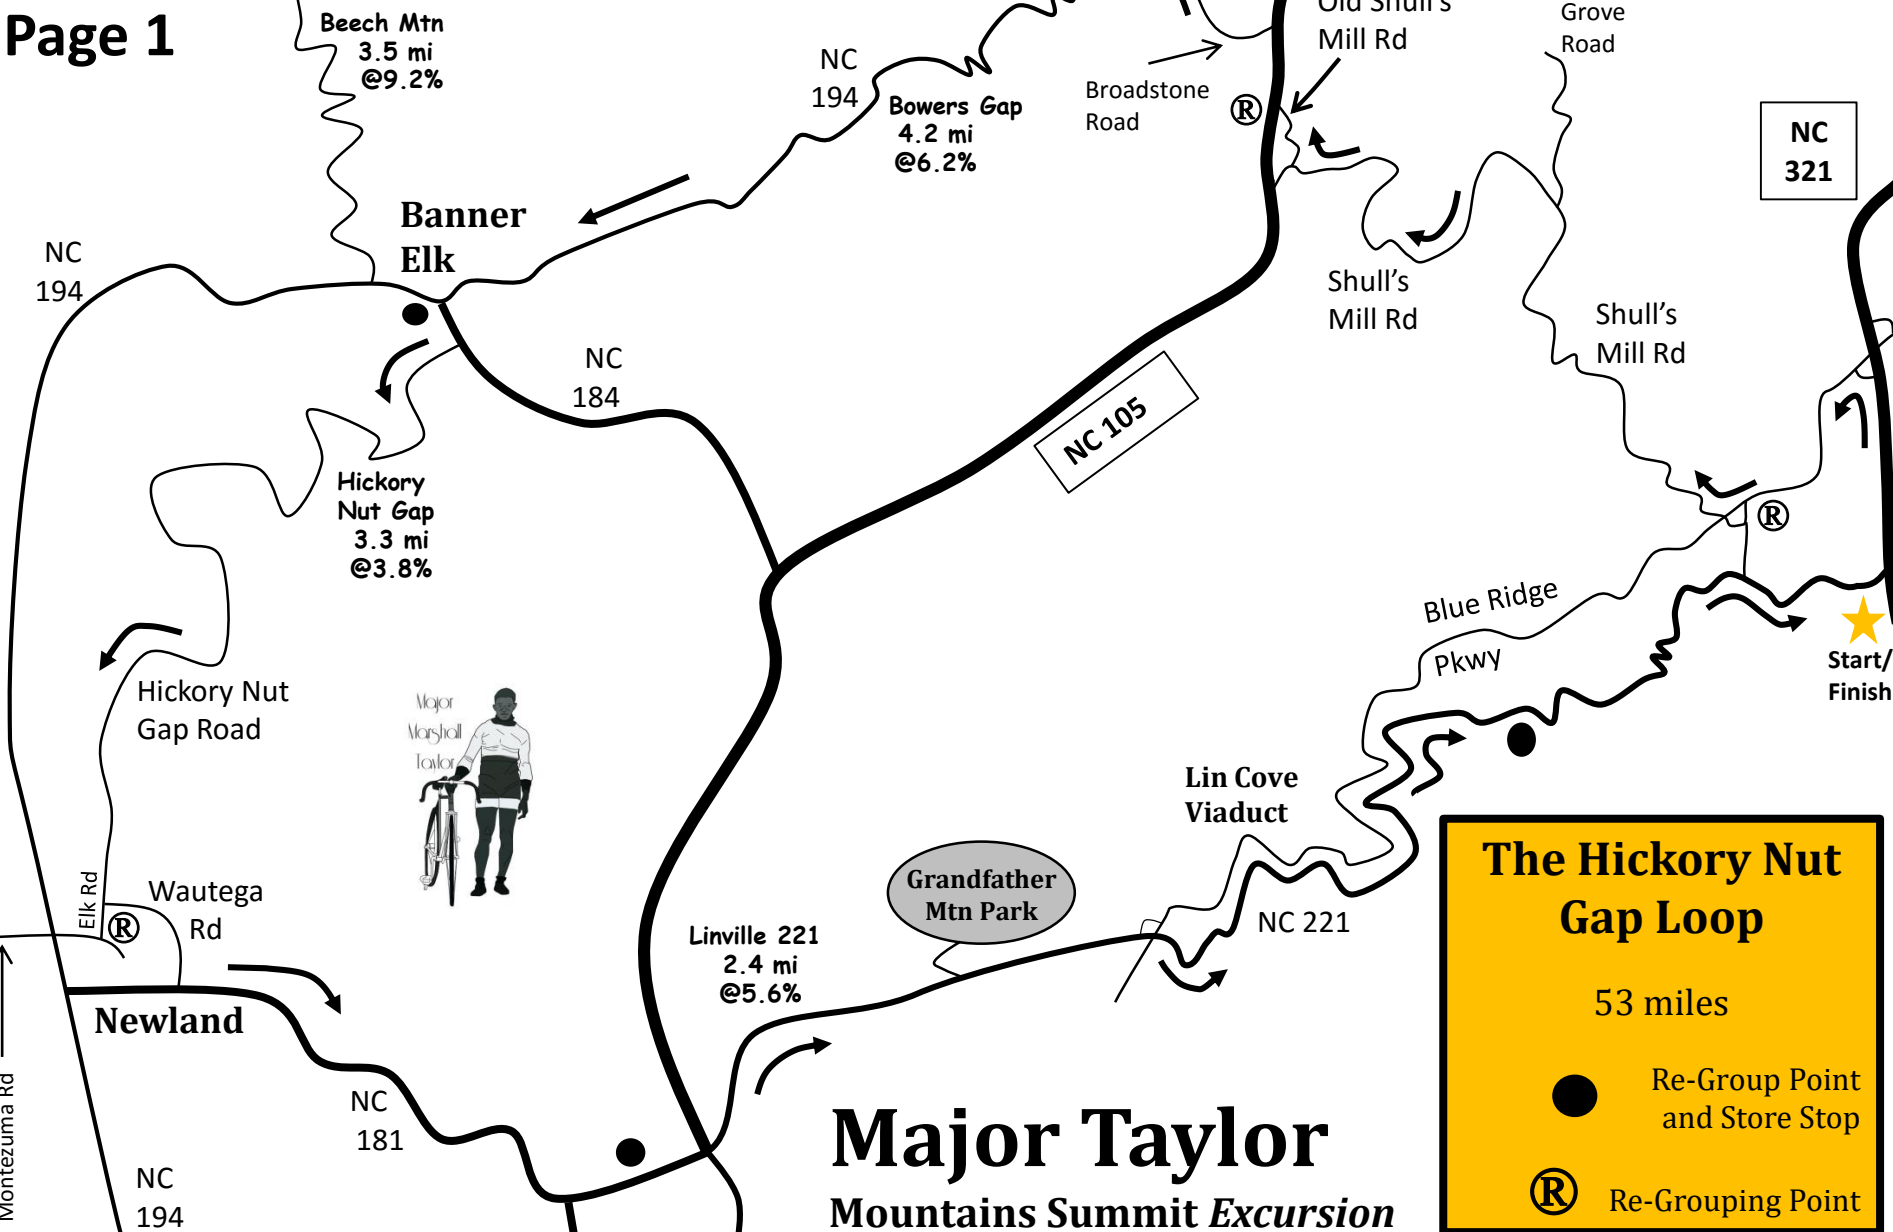 Page 1
Beech Mtn
3.5 mi
@9.2%
NC
194
Bowers Gap
4.2 mi
@6.2%
Broadstone
Road
®
Old Shull's
Mill Rd
Grove
Road
NC
321
Banner
Elk
NC
194
NC
184
Shull's
Mill Rd
Shull's
Mill Rd
NC 105
Hickory
Nut Gap
3.3 mi
@3.8%
®
Blue Ridge
Pkwy
Start/
Finish
Hickory Nut
Gap Road
Major
Marshall
Taylor
Lin Cove
Viaduct
Elk Rd
Wautega
Rd
®
Grandfather
Mtn Park
NC 221
Linville 221
2.4 mi
@5.6%
Newland
Montezuma Rd
NC
181
NC
194
Major Taylor
Mountains Summit Excursion
The Hickory Nut
Gap Loop
53 miles
Re-Group Point
and Store Stop
® Re-Grouping Point